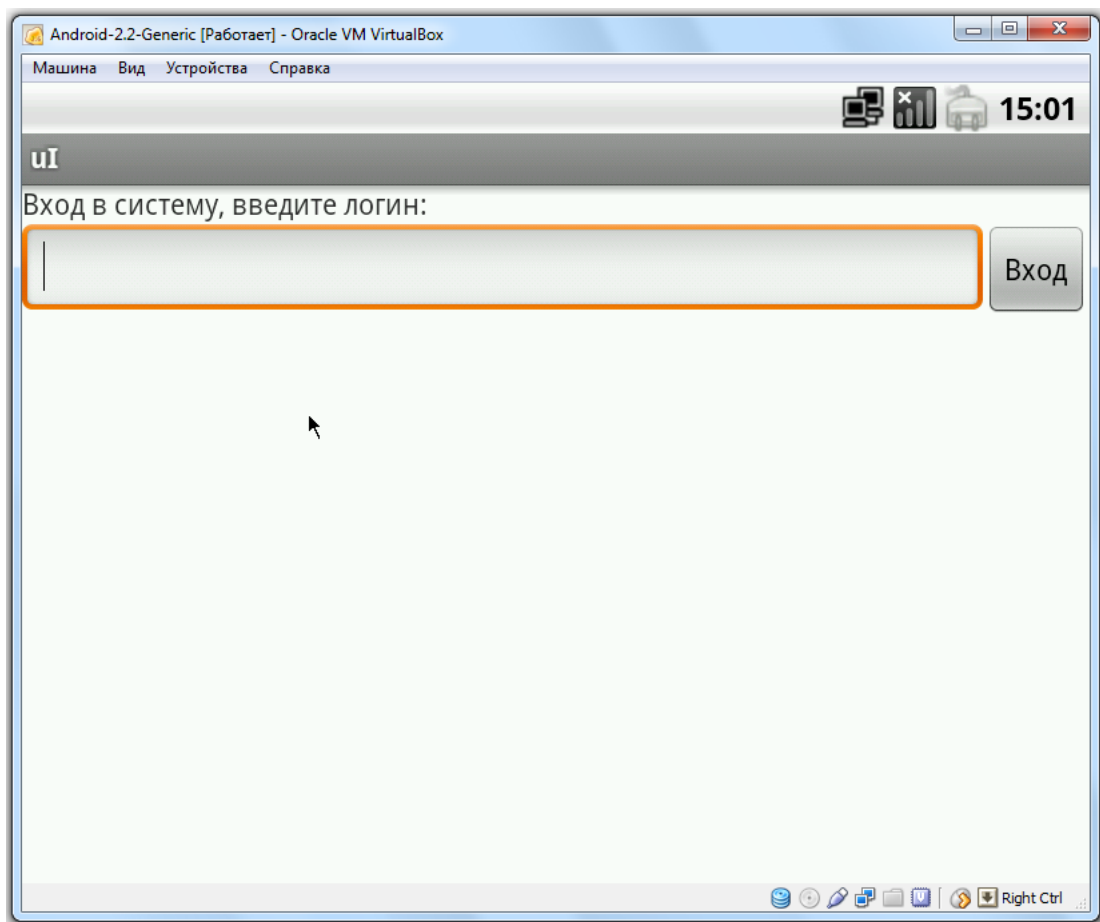 Android-2.2-Generic [Работает] - Oracle VM VirtualBox
Машина Вид Устройства Справка
15:01
uI
Вход в систему, введите логин:
Вход
Right Ctrl